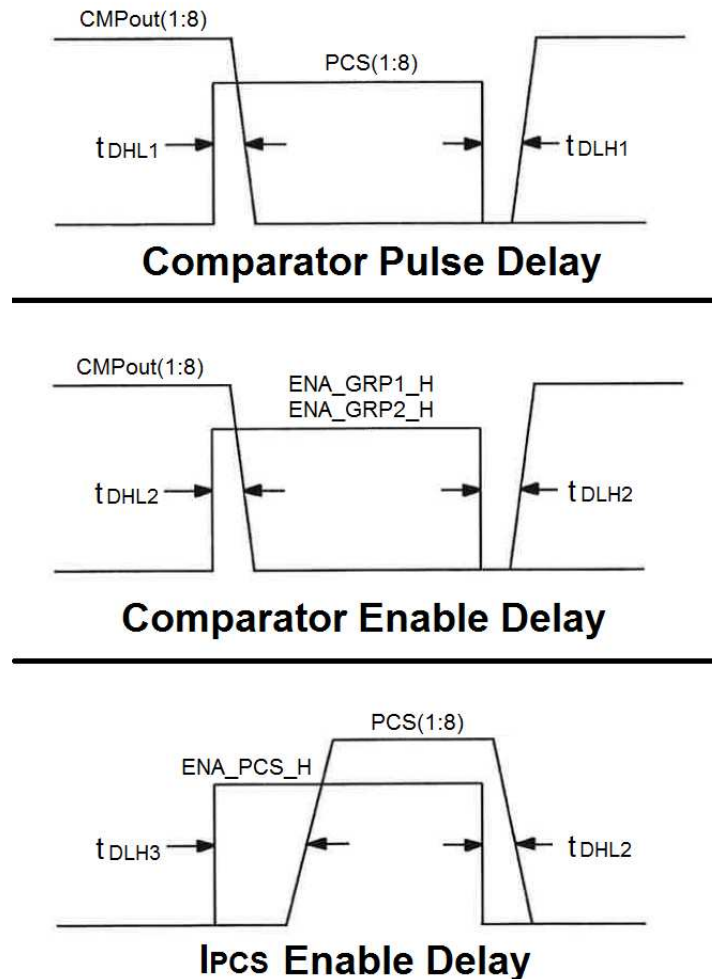 CMPout(1:8)
PCS(1:8)
tDHL1
tDLH1
Comparator Pulse Delay
CMPout(1:8)
ENA_GRP1_H
ENA_GRP2_H
tDHL2
tDLH2
Comparator Enable Delay
PCS(1:8)
ENA_PCS_H
tDLH3
tDHL2
IPCS Enable Delay